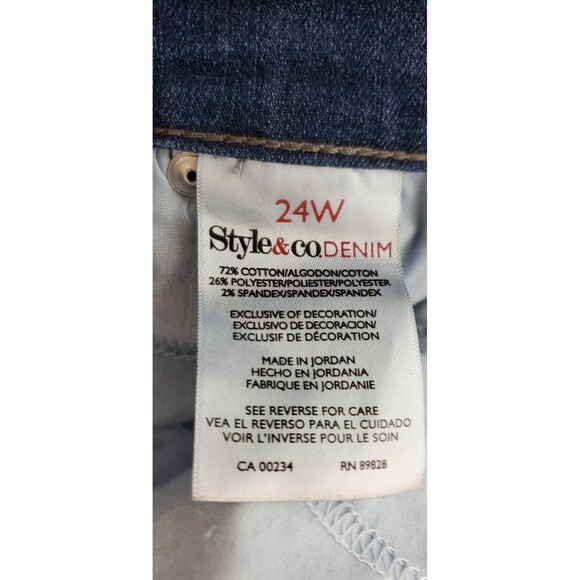 24W
Style&co.DENIM
72% COTTON/ALGODON/COTON
26% POLYESTER/POLIESTER/POLYESTER
2% SPANDEX/SPANDEX/SPANDEX
EXCLUSIVE OF DECORATION/
EXCLUSIVO DE DECORACION/
EXCLUSIF DE DÉCORATION
MADE IN JORDAN
HECHO EN JORDANIA
FABRIQUE EN JORDANIE
SEE REVERSE FOR CARE
VEA EL REVERSO PARA EL CUIDADO
VOIR L'INVERSE POUR LE SOIN
CA 00234 RN 89828